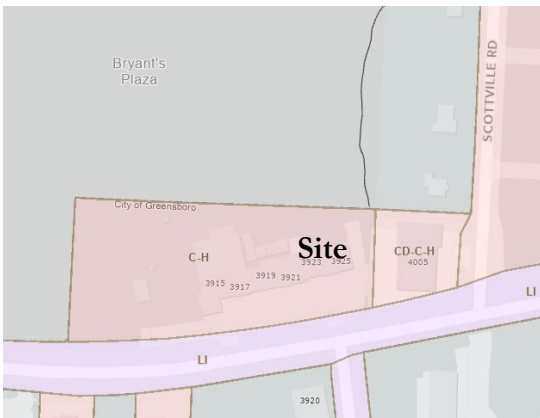 Bryant's
Plaza
SCOTTVILLE RD
City of Greensboro
C-H
Site
CD-C-H
4005
3923
3925
3919
3921
3915
3917
LI
LI
3920